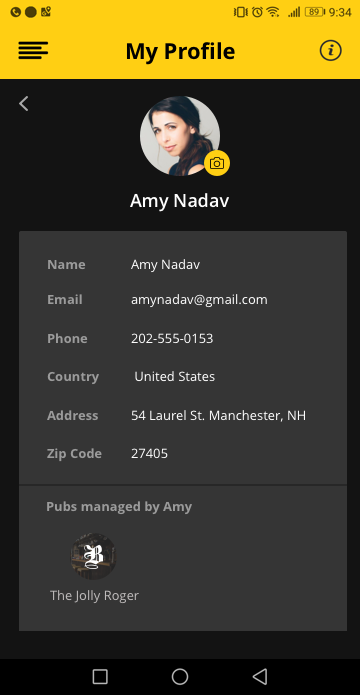 89 9:34
My Profile
i
Amy Nadav
Name Amy Nadav
Email amynadav@gmail.com
Phone 202-555-0153
Country United States
Address 54 Laurel St. Manchester, NH
Zip Code 27405
Pubs managed by Amy
B
The Jolly Roger